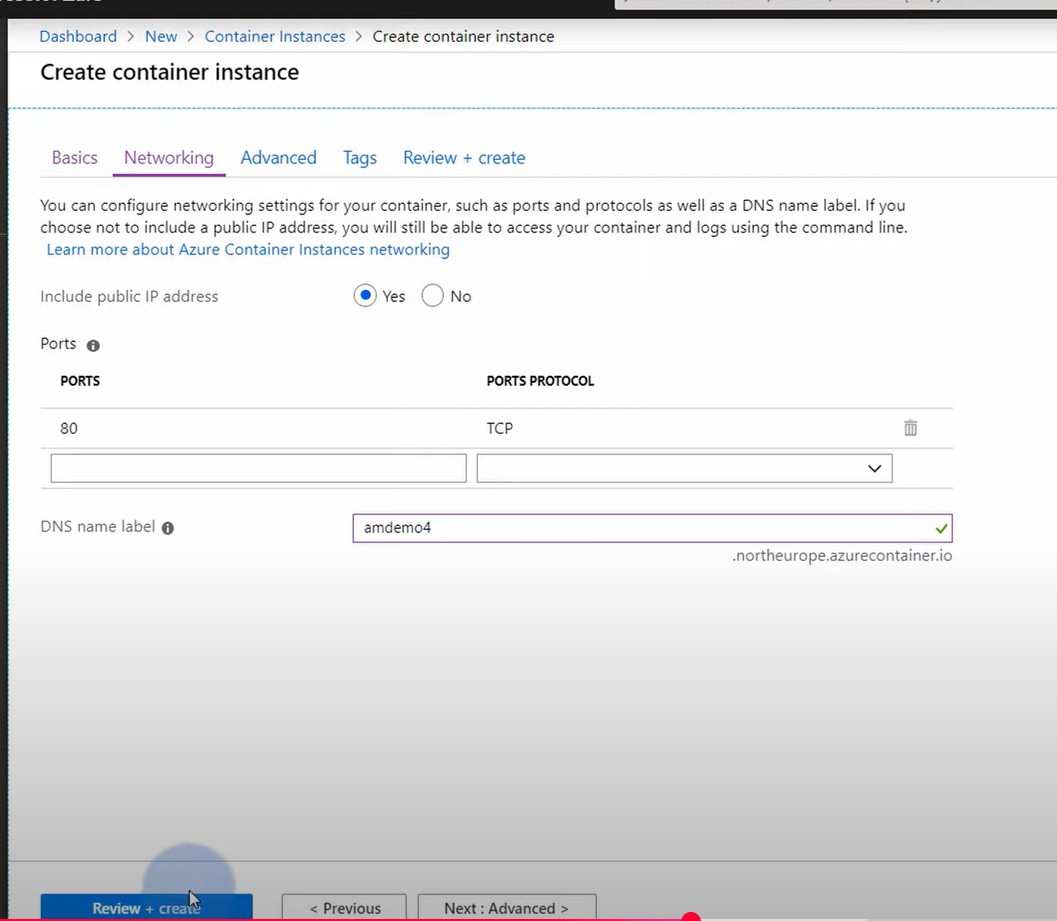 Dashboard > New > Container Instances > Create container instance
Create container instance
Basics Networking Advanced Tags Review + create
You can configure networking settings for your container, such as ports and protocols as well as a DNS name label. If you
choose not to include a public IP address, you will still be able to access your container and logs using the command line.
Learn more about Azure Container Instances networking
Include public IP address Yes No
Ports
PORTS PORTS PROTOCOL
80 TCP
DNS name label amdemo4
.northeurope.azurecontainer.io
Review + create < Previous Next : Advanced >